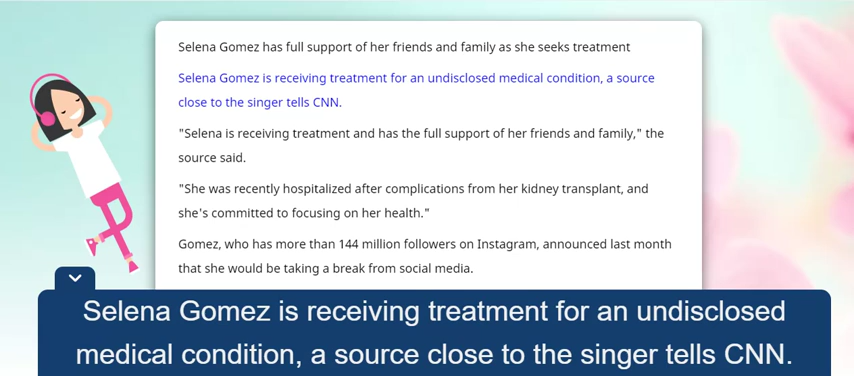 Selena Gomez has full support of her friends and family as she seeks treatment
Selena Gomez is receiving treatment for an undisclosed medical condition, a source
close to the singer tells CNN.
"Selena is receiving treatment and has the full support of her friends and family," the
source said.
"She was recently hospitalized after complications from her kidney transplant, and
she's committed to focusing on her health."
Gomez, who has more than 144 million followers on Instagram, announced last month
that she would be taking a break from social media.
Selena Gomez is receiving treatment for an undisclosed
medical condition, a source close to the singer tells CNN.